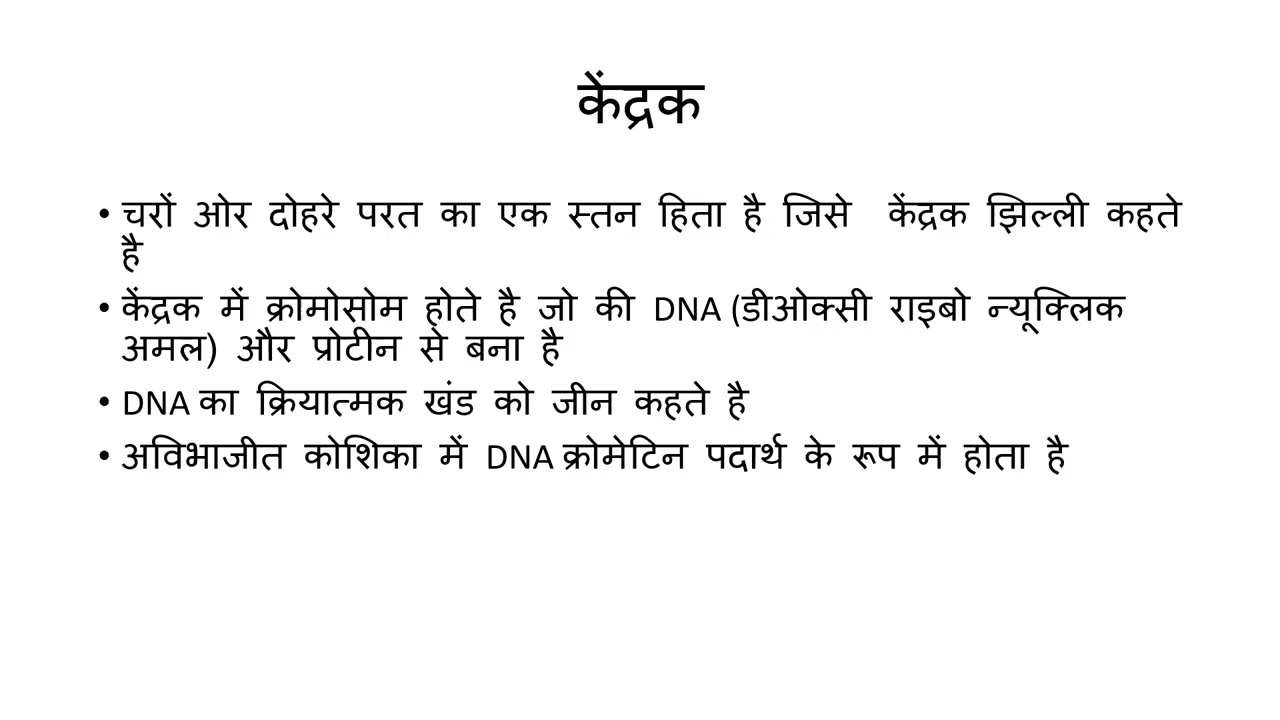 केंद्रक
• चरों ओर दोहरे परत का एक स्तन हिता है जिसे केंद्रक झिल्ली कहते
है
• केंद्रक में क्रोमोसोम होते है जो की DNA (डीओक्सी राइबो न्यूक्लिक
अमल) और प्रोटीन से बना है
• DNA का क्रियात्मक खंड को जीन कहते है
• अविभाजीत कोशिका में DNA क्रोमेटिन पदार्थ के रूप में होता है